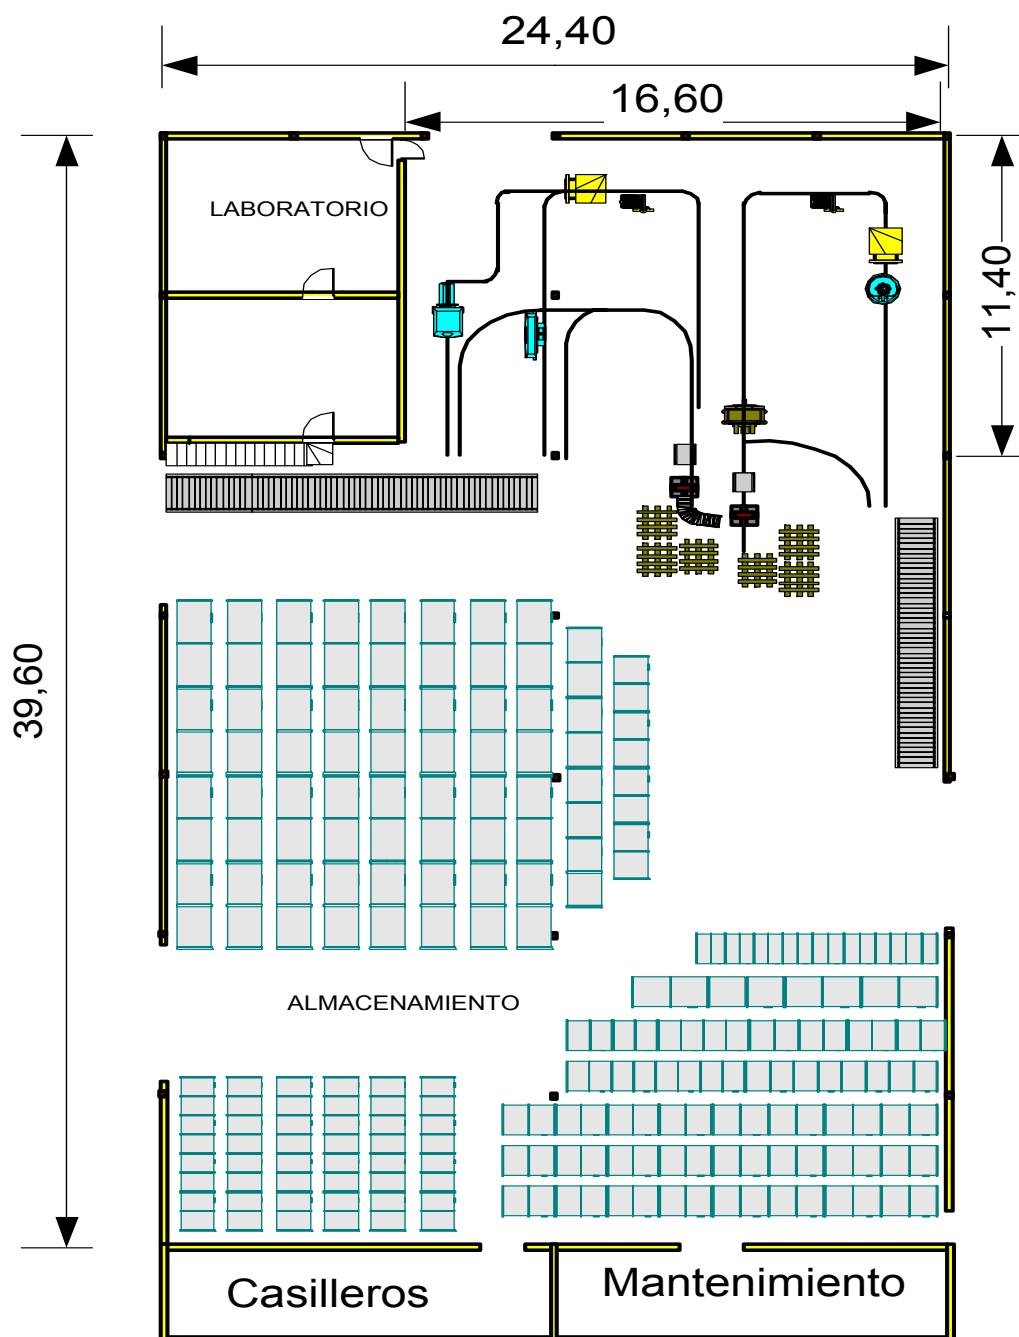 24,40
16,60
LABORATORIO
11,40
39,60
ALMACENAMIENTO
Casilleros
Mantenimiento